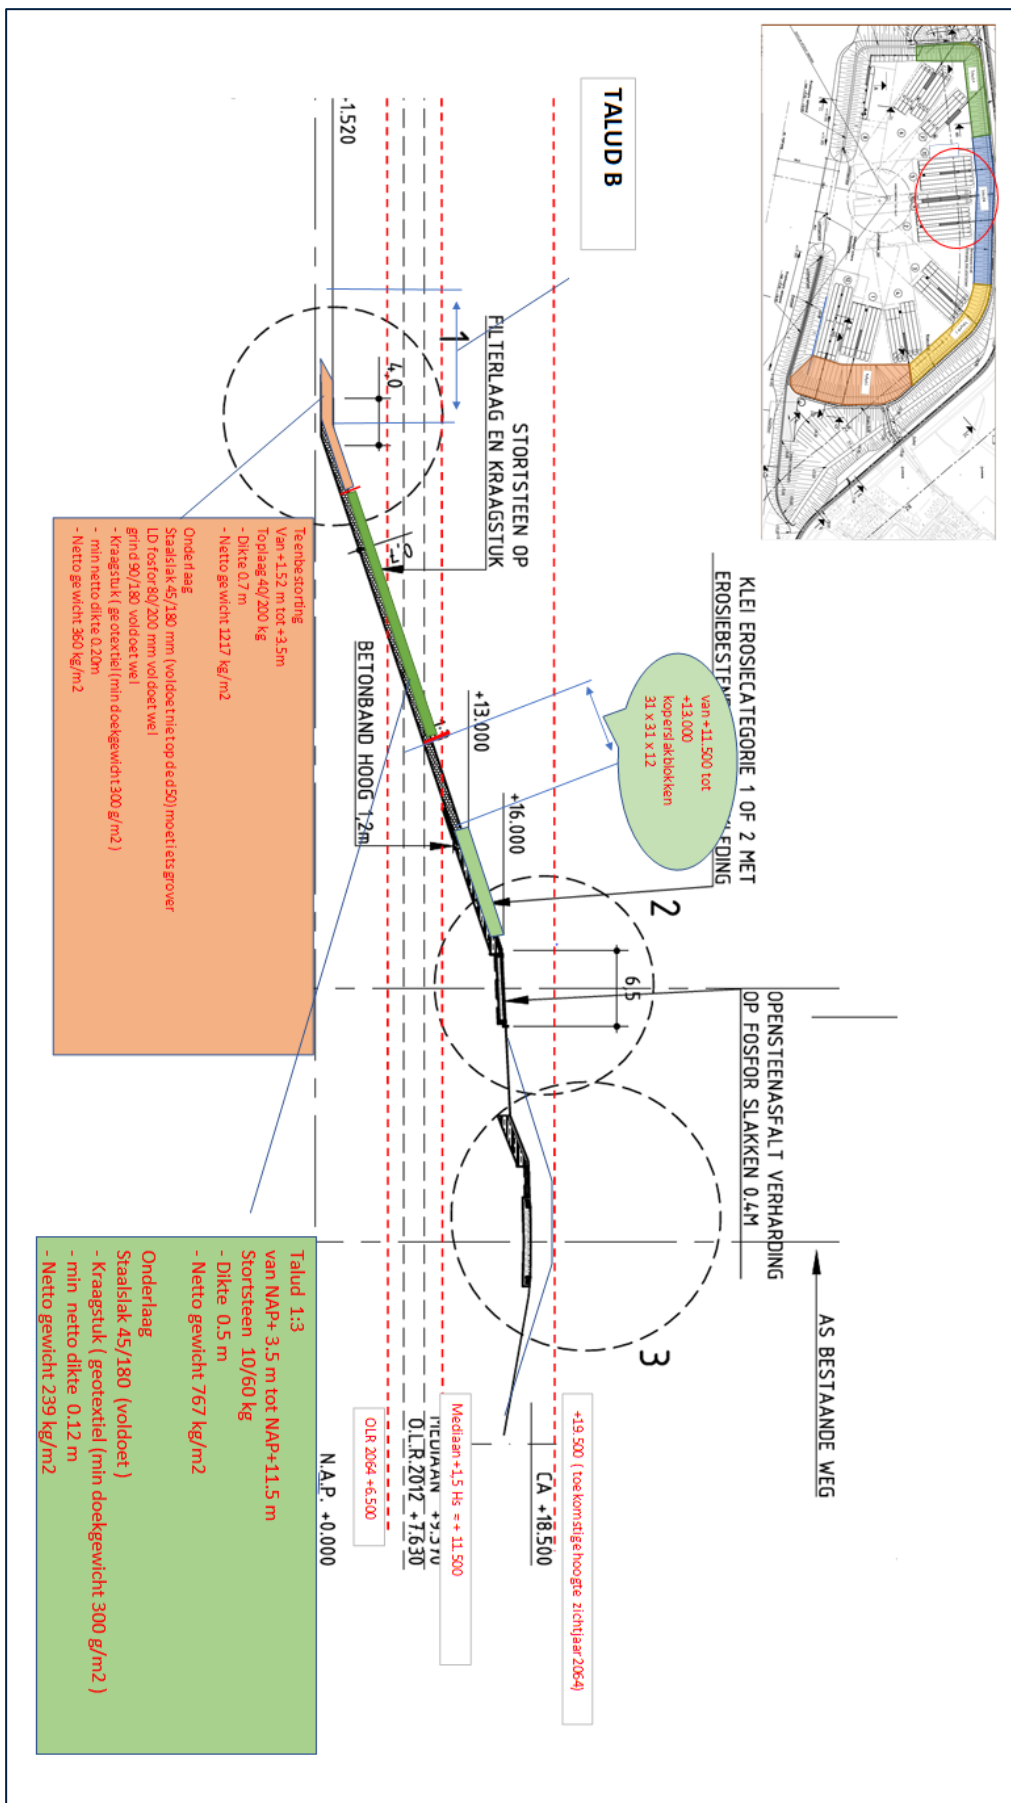 TALUD B
-1.520
1
4,0
0,7
STORTSTEEN OP
FILTERLAAG EN KRAAGSTUK
BETONBAND HOOG 1,2m
1:3
+13.000
+16.000
KLEI EROSIECATEGORIE 1 OF 2 MET
van +11.500 tot
+13.000
koperslakblokken
31 x 31 x 12
2
6,5
OPENSTEENASFALT VERHARDING
OP FOSFOR SLAKKEN 0.4M
3
AS BESTAANDE WEG
+19.500 ( toekomstige hoogte zichtjaar 2064)
CA +18.500
Mediaan +1,5 Hs = + 11.500
MEDIAAN +9.370
O.L.R.2012 +7.630
OLR 2064 +6.500
N.A.P. +0.000
Teenbestorting
Van +1.52 m tot +3.5m
Toplaag 40/200 kg
- Dikte 0.7 m
- Netto gewicht 1217 kg/m2
Onderlaag
Staalslak 45/180 mm (voldoet niet op de d50) moet iets grover
LD fosfor 80/200 mm voldoet wel
grind 90/180 voldoet wel
- Kraagstuk ( geotextiel (min doekgewicht 300 g/m2 )
- min netto dikte 0.20m
- Netto gewicht 360 kg/m2
Talud 1:3
van NAP+ 3.5 m tot NAP+11.5 m
Stortsteen 10/60 kg
- Dikte 0.5 m
- Netto gewicht 767 kg/m2
Onderlaag
Staalslak 45/180 (voldoet )
- Kraagstuk ( geotextiel (min doekgewicht 300 g/m2 )
- min netto dikte 0.12 m
- Netto gewicht 239 kg/m2